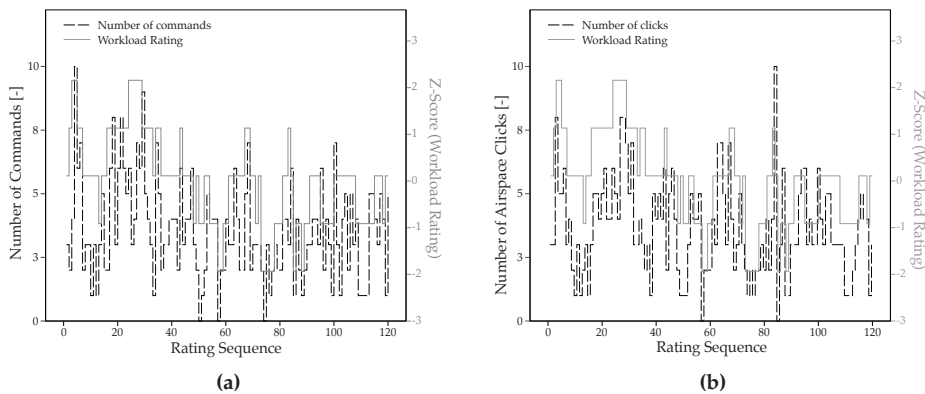 Number of commands
Workload Rating
Number of Commands [-]
10
8
5
3
0
3
2
1
0
-1
-2
-3
Z-Score (Workload Rating)
0
20
40
60
80
100
120
Rating Sequence
(a)
Number of clicks
Workload Rating
Number of Airspace Clicks [-]
10
8
5
3
0
3
2
1
0
-1
-2
-3
Z-Score (Workload
Rating)
0
20
40
60
80
100
120
Rating Sequence
(b)